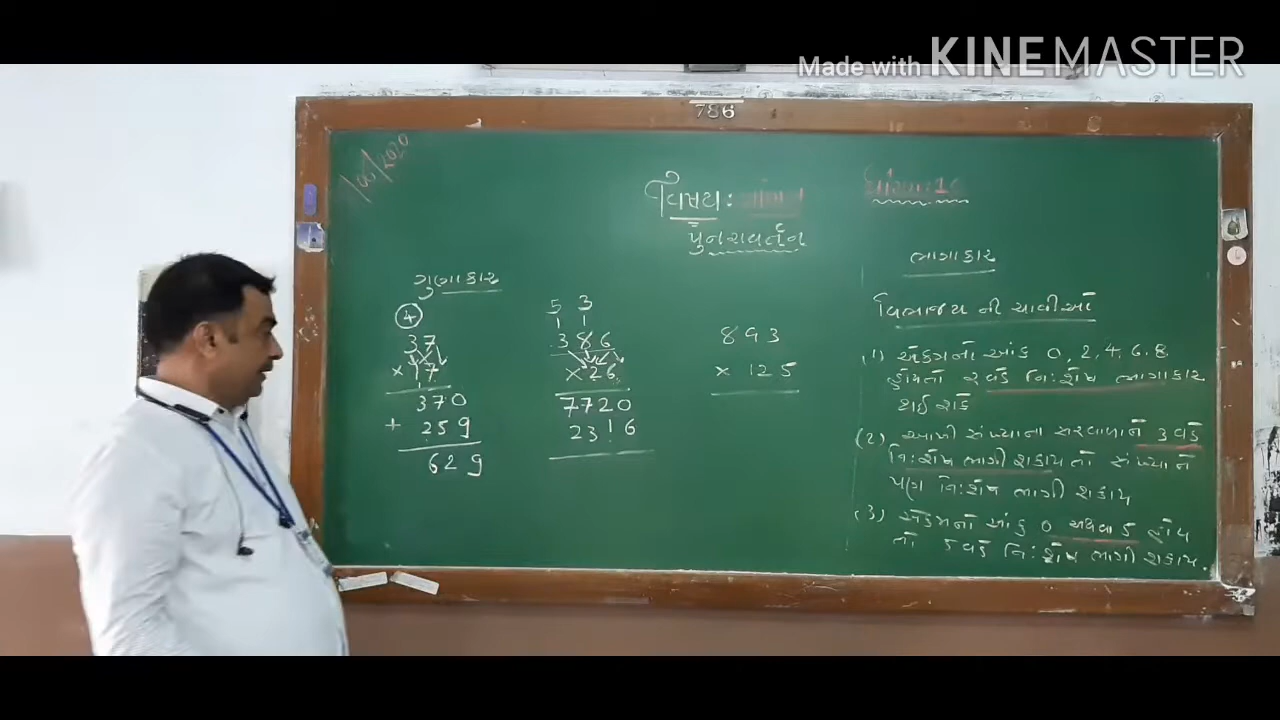 Made with KINEMASTER
786
વિષય:
પુનરાવર્તન
ગુણાકાર
4
37
× 17
370
+ 259
629
5 3
1 1
386
× 26
7720
2316
893
× 125
ભાગાકાર
વિભાજ્ય ની ચાવીઓ
(1) એકમનો આંક 0, 2, 4, 6, 8
હોયતો 2 વડે નિ:શેષ ભાગાકાર
થઈ શકે
(2) આપી સંખ્યાના સરવાળાને 3 વડે
નિ:શેષ ભાગી શકાય તો સંખ્યાને
પણ નિ:શેષ ભાગી શકાય
(3) એકમનો આંક 0 અથવા 5 હોય
તો 5 વડે નિ:શેષ ભાગી શકાય.